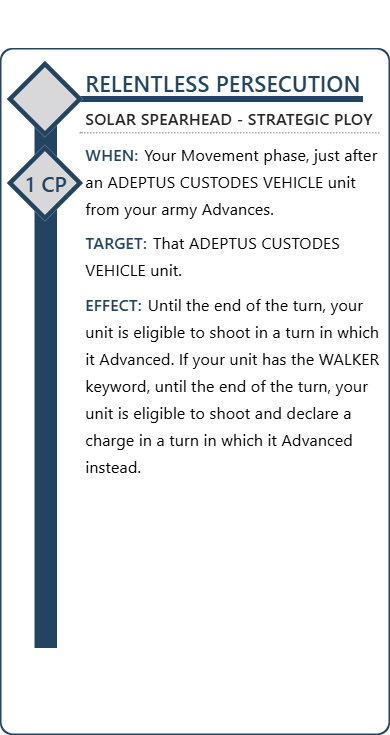 RELENTLESS PERSECUTION
SOLAR SPEARHEAD - STRATEGIC PLOY
1 CP
WHEN: Your Movement phase, just after
an ADEPTUS CUSTODES VEHICLE unit
from your army Advances.
TARGET: That ADEPTUS CUSTODES
VEHICLE unit.
EFFECT: Until the end of the turn, your
unit is eligible to shoot in a turn in which
it Advanced. If your unit has the WALKER
keyword, until the end of the turn, your
unit is eligible to shoot and declare a
charge in a turn in which it Advanced
instead.